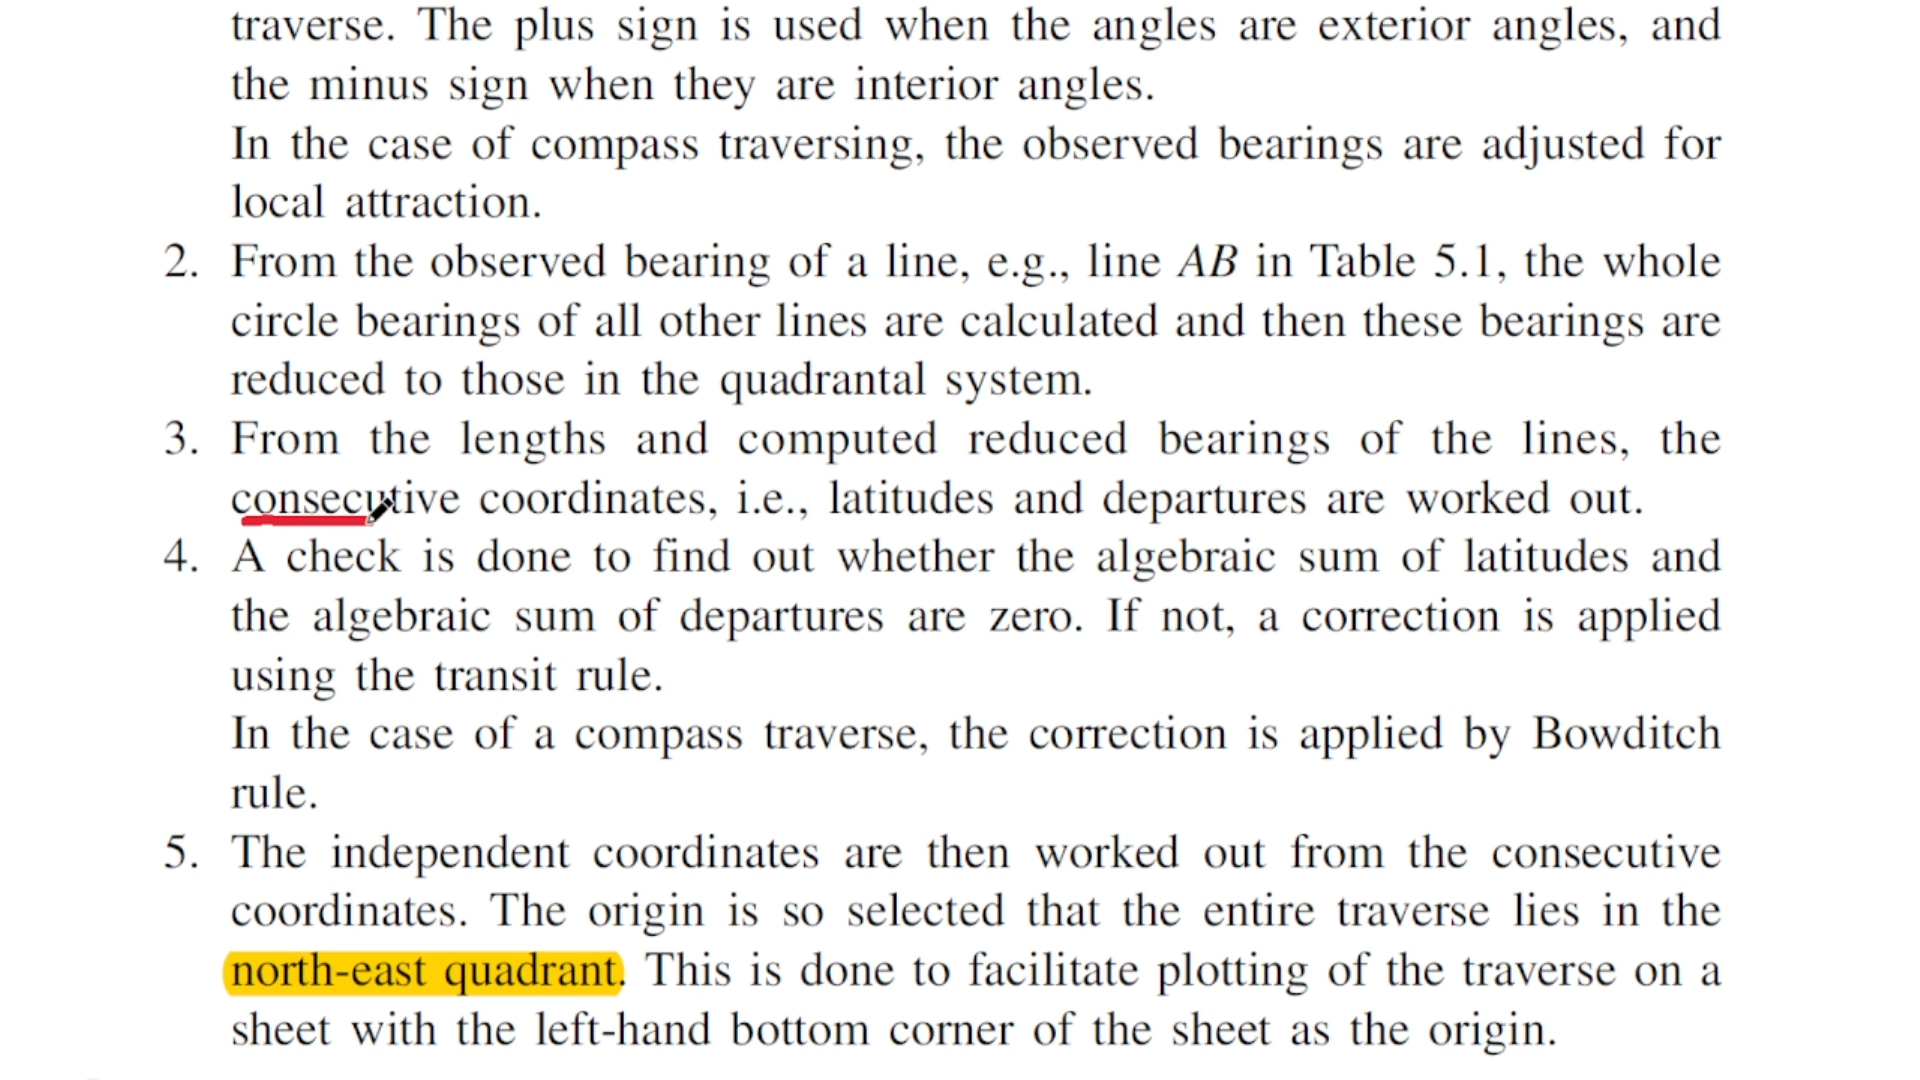 traverse. The plus sign is used when the angles are exterior angles, and
the minus sign when they are interior angles.
In the case of compass traversing, the observed bearings are adjusted for
local attraction.
2. From the observed bearing of a line, e.g., line AB in Table 5.1, the whole
circle bearings of all other lines are calculated and then these bearings are
reduced to those in the quadrantal system.
3. From the lengths and computed reduced bearings of the lines, the
consecutive coordinates, i.e., latitudes and departures are worked out.
4. A check is done to find out whether the algebraic sum of latitudes and
the algebraic sum of departures are zero. If not, a correction is applied
using the transit rule.
In the case of a compass traverse, the correction is applied by Bowditch
rule.
5. The independent coordinates are then worked out from the consecutive
coordinates. The origin is so selected that the entire traverse lies in the
north-east quadrant. This is done to facilitate plotting of the traverse on a
sheet with the left-hand bottom corner of the sheet as the origin.